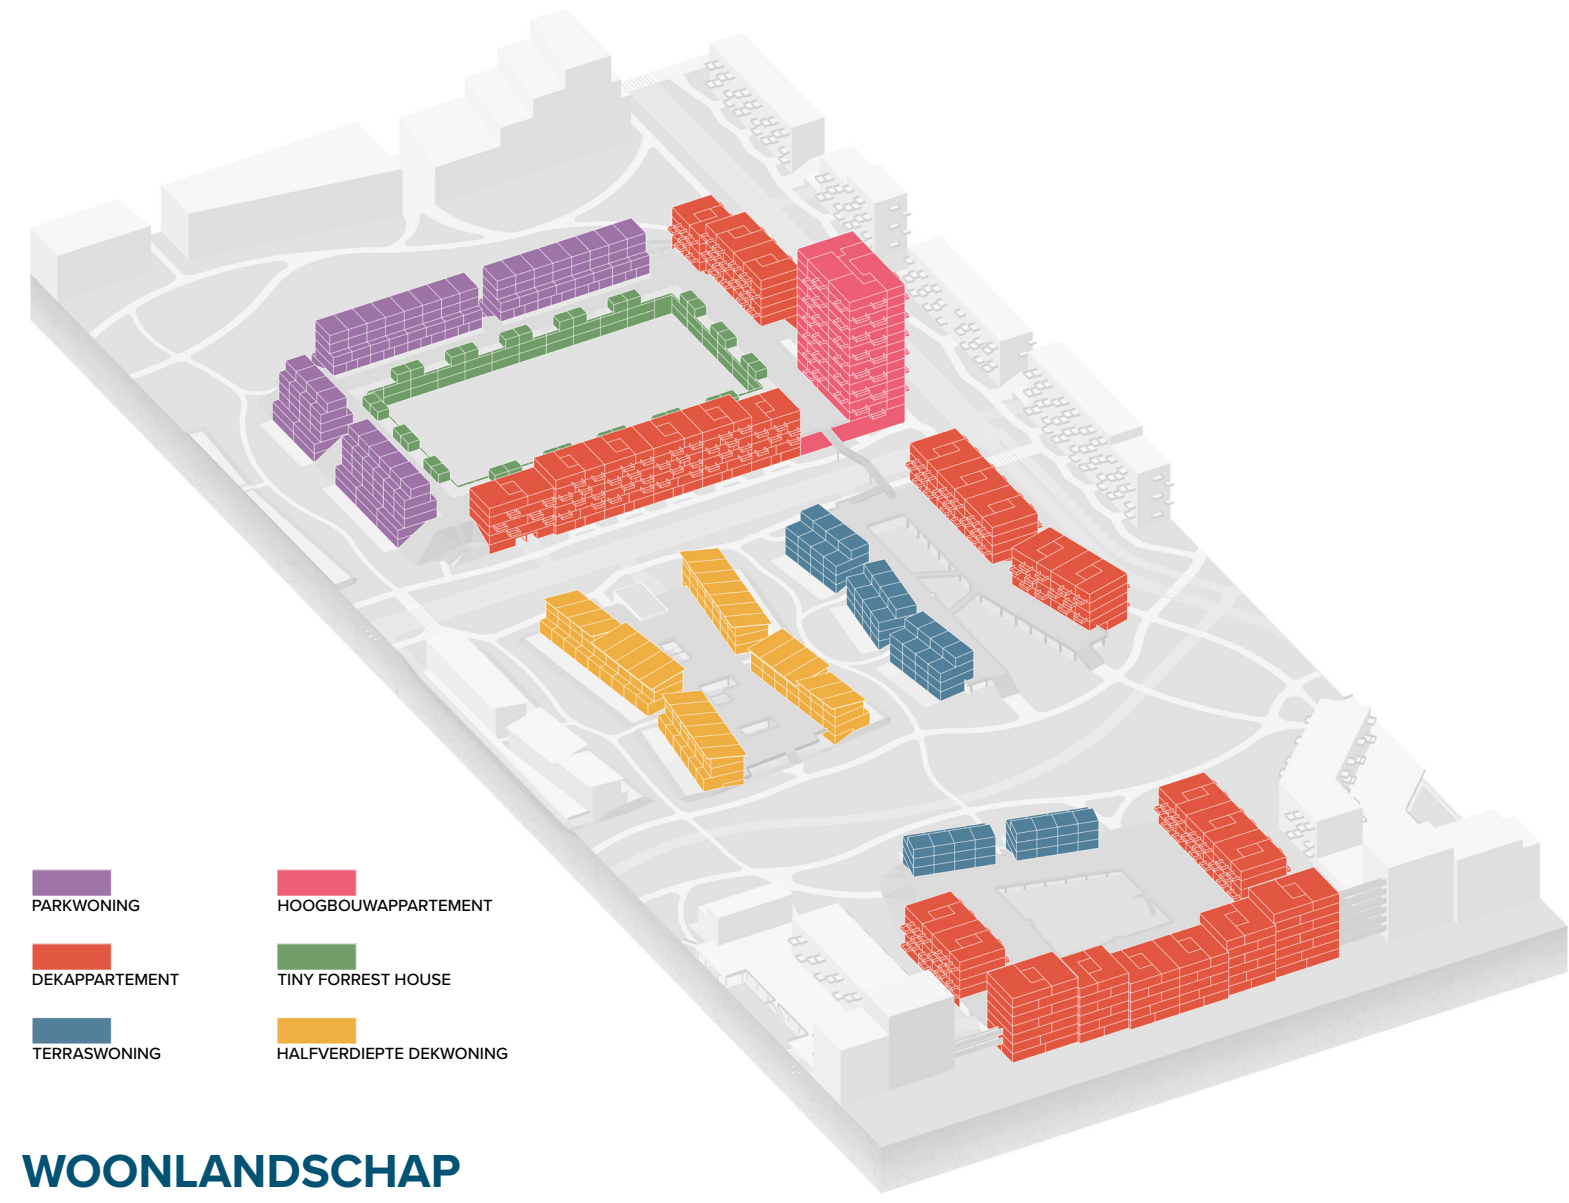 PARKWONING
HOOGBOUWAPPARTEMENT
DEKAPPARTEMENT
TINY FORREST HOUSE
TERRASWONING
HALFVERDIEPTE DEKWONING
WOONLANDSCHAP